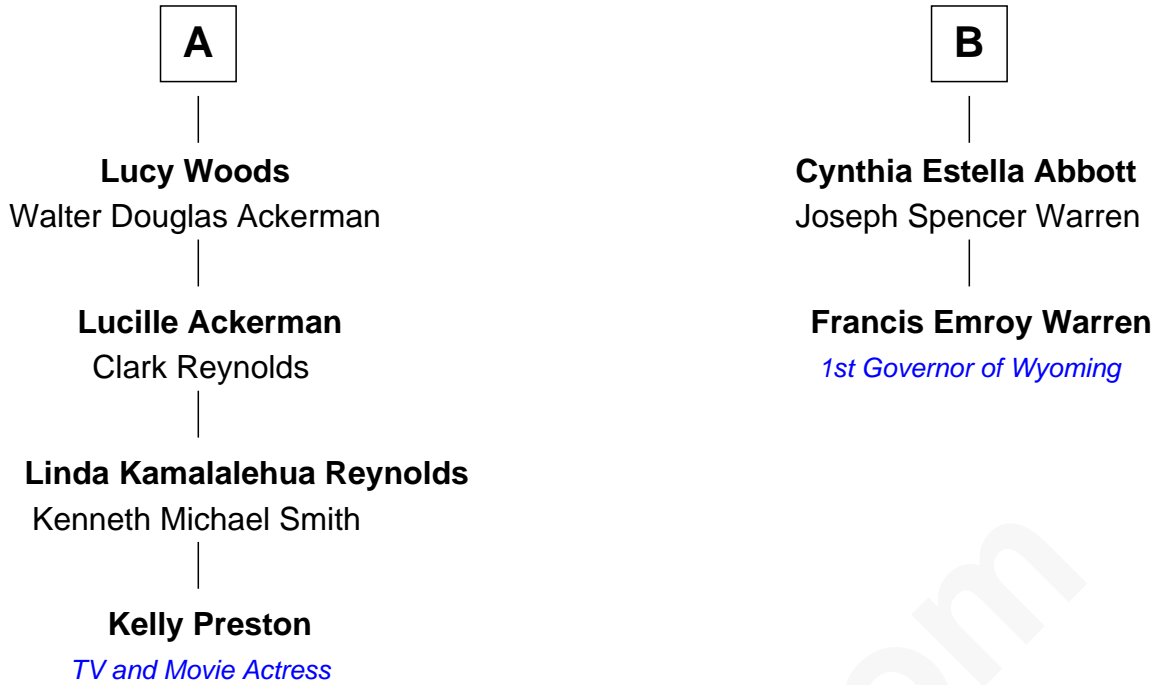 A
Lucy Woods
Walter Douglas Ackerman
Lucille Ackerman
Clark Reynolds
Linda Kamalalehua Reynolds
Kenneth Michael Smith
Kelly Preston
TV and Movie Actress
B
Cynthia Estella Abbott
Joseph Spencer Warren
Francis Emroy Warren
1st Governor of Wyoming
om